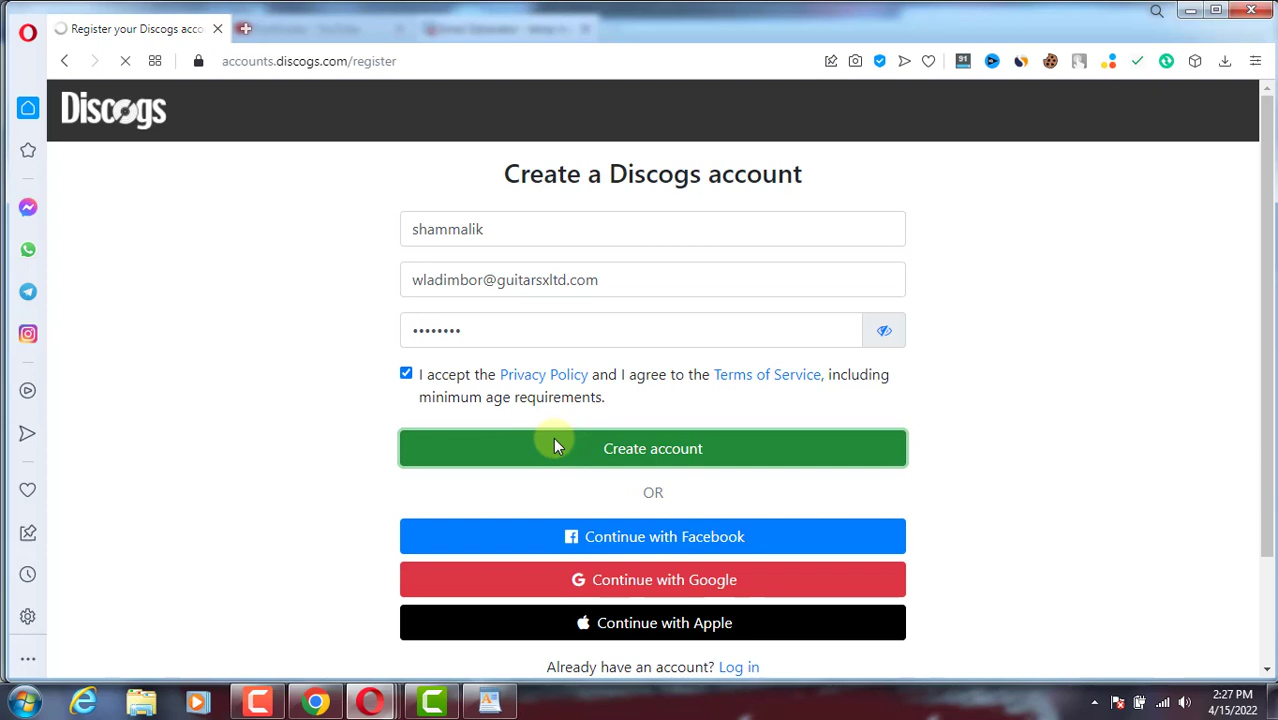 Register your Discogs acco
accounts.discogs.com/register
91
Discogs
Create a Discogs account
shammalik
wladimbor@guitarsxltd.com
••••••••
I accept the Privacy Policy and I agree to the Terms of Service, including
minimum age requirements.
Create account
OR
Continue with Facebook
Continue with Google
Continue with Apple
Already have an account? Log in
2:27 PM
4/15/2022